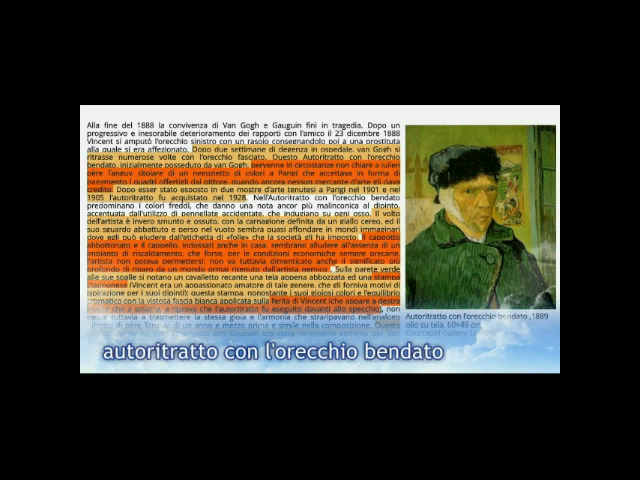 Alla fine del 1888 la convivenza di Van Gogh e Gauguin finì in tragedia. Dopo un
progressivo e inesorabile deterioramento dei rapporti con l'amico il 23 dicembre 1888
Vincent si amputò l'orecchio sinistro con un rasoio consegnandolo poi a una prostituta
alla quale si era affezionato. Dopo due settimane di degenza in ospedale, van Gogh si
ritrasse numerose volte con l'orecchio fasciato. Questo Autoritratto con l'orecchio
bendato, inizialmente posseduto da van Gogh, pervenne in circostanze non chiare a Julien
père Tanguy, titolare di un negozietto di colori a Parigi che accettava in forma di
pagamento i quadri offertigli dal pittore, quando ancora nessun mercante d'arte gli dava
credito. Dopo esser stato esposto in due mostre d'arte tenutesi a Parigi nel 1901 e nel
1905 l'autoritratto fu acquistato nel 1928. Nell'Autoritratto con l'orecchio bendato
predominano i colori freddi, che danno una nota ancor più malinconica al dipinto,
accentuata dall'utilizzo di pennellate accidentate, che indugiano su ogni osso. Il volto
dell'artista è invero smunto e ossuto, con la carnagione definita da un giallo cereo, ed il
suo sguardo abbattuto e perso nel vuoto sembra quasi affondare in mondi immaginari
dove egli può eludere dall'etichetta di «folle» che la società gli ha imposto. Il cappotto
abbottonato e il cappello, indossati anche in casa, sembrano alludere all'assenza di un
impianto di riscaldamento, che forse, per le condizioni economiche sempre precarie,
l'artista non poteva permettersi: non va tuttavia dimenticato anche il significato più
profondo di riparo da un mondo ormai ritenuto dall'artista nemico. Sulla parete verde
alle sue spalle si notano un cavalletto recante una tela appena abbozzata ed una stampa
giapponese (Vincent era un appassionato amatore di tale genere, che gli forniva motivi di
ispirazione per i suoi dipinti): questa stampa, nonostante i suoi gioiosi colori e l'equilibrio
cromatico con la vistosa fascia bianca applicata sulla ferita di Vincent (che appare a destra
che è a sinistra, a riprova che l'autoritratto fu eseguito davanti allo specchio), non
tuttavia a trasmettere la stessa gioia e l'armonia che straripavano nell'analogo
ritratto di père Tanguy, di un anno e mezzo prima e simile nella composizione. Questo
Autoritratto con l'orecchio bendato ,1889
olio su tela, 60×49 cm
Courtauld Gallery,
autoritratto con l'orecchio bendato